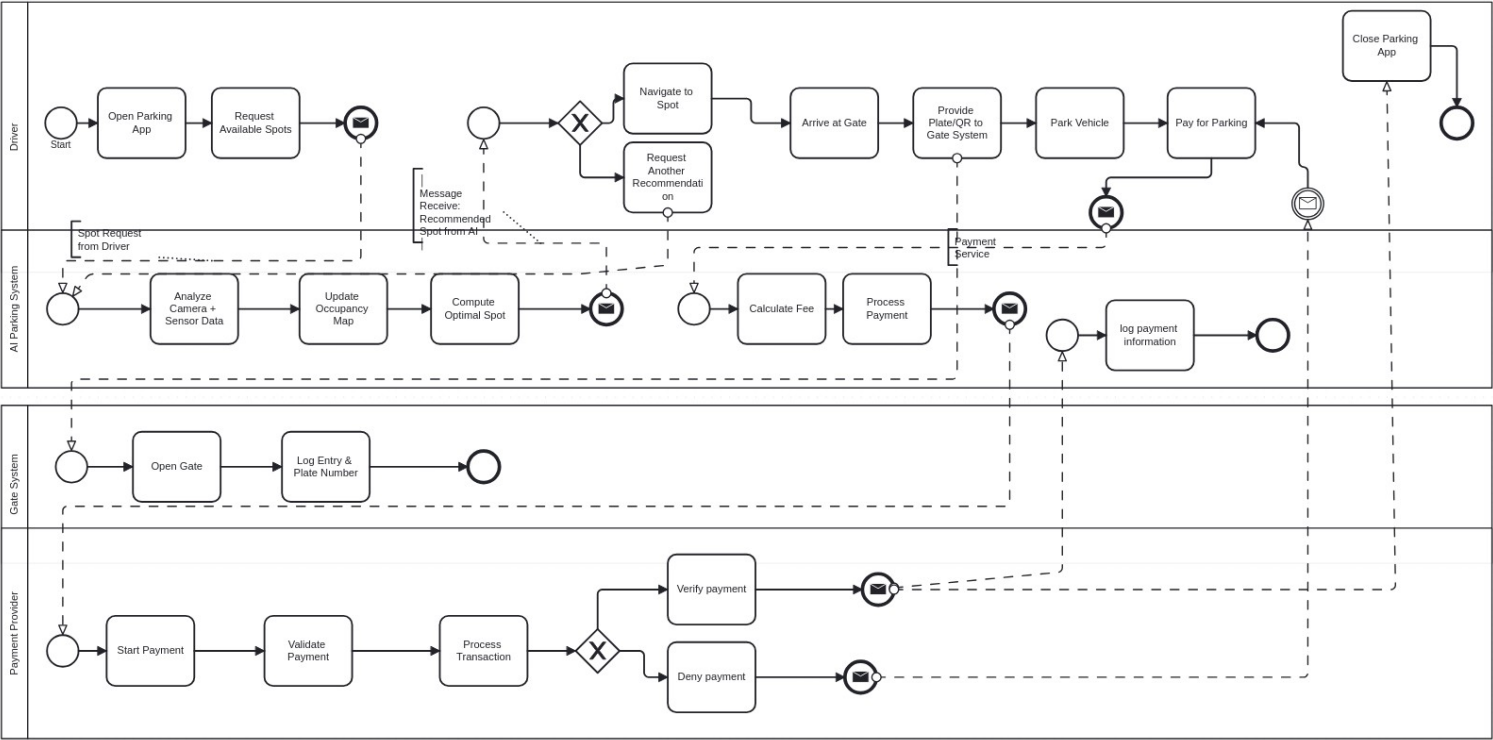 Driver
Start
Open Parking
App
Request
Available Spots
Message
Receive:
Recommended
Spot from AI
Navigate to
Spot
Request
Another
Recommendati
on
Arrive at Gate
Provide
Plate/QR to
Gate System
Park Vehicle
Pay for Parking
Close Parking
App
AI Parking System
Spot Request
from Driver
Analyze
Camera +
Sensor Data
Update
Occupancy
Map
Compute
Optimal Spot
Payment
Service
Calculate Fee
Process
Payment
log payment
information
Gate System
Open Gate
Log Entry &
Plate Number
Payment Provider
Start Payment
Validate
Payment
Process
Transaction
Verify payment
Deny payment